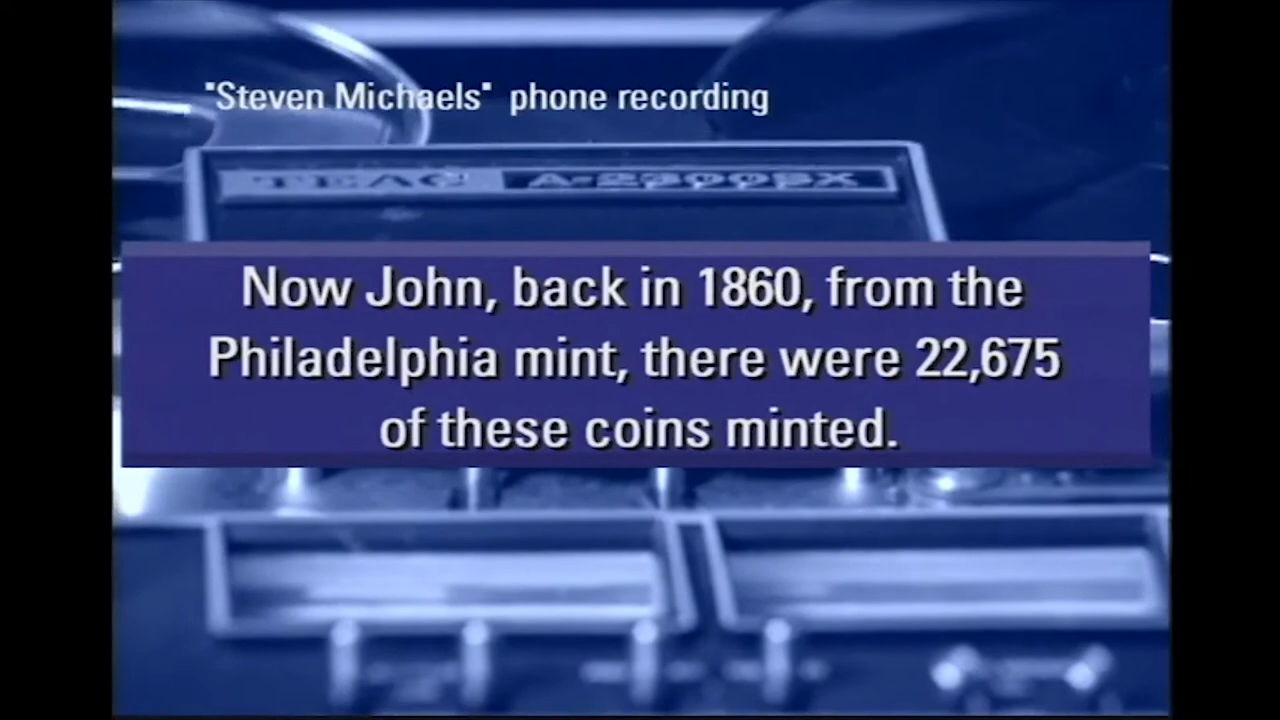 "Steven Michaels" phone recording
TEAC A-2300SX
Now John, back in 1860, from the
Philadelphia mint, there were 22,675
of these coins minted.